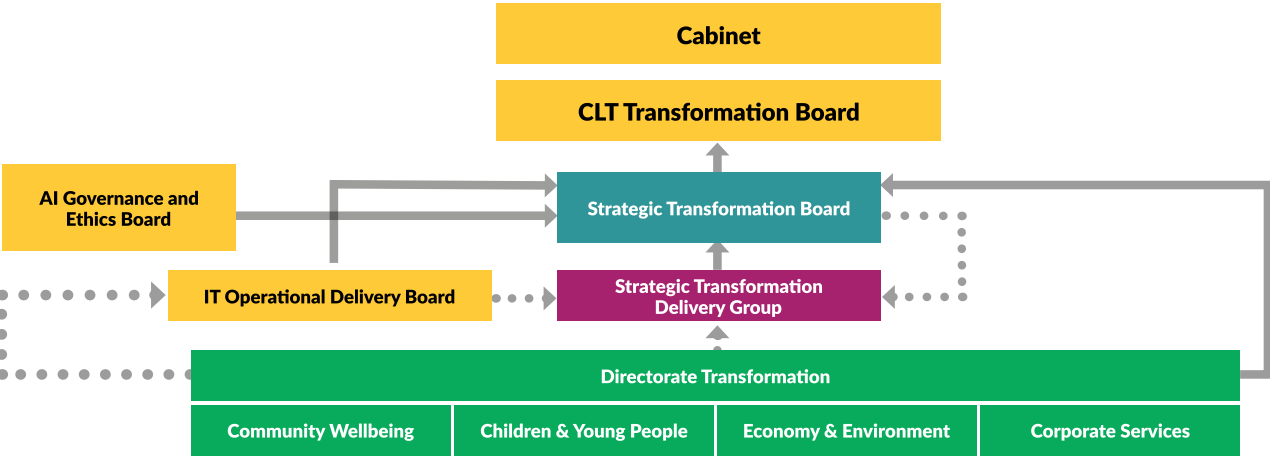 Cabinet
CLT Transformation Board
AI Governance and
Ethics Board
Strategic Transformation Board
IT Operational Delivery Board
Strategic Transformation
Delivery Group
Directorate Transformation
Community Wellbeing
Children & Young People
Economy & Environment
Corporate Services